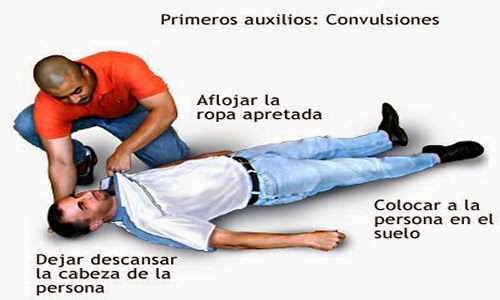 Primeros auxilios: Convulsiones
Aflojar la
ropa apretada
Colocar a la
persona en el
suelo
Dejar descansar
la cabeza de la
persona